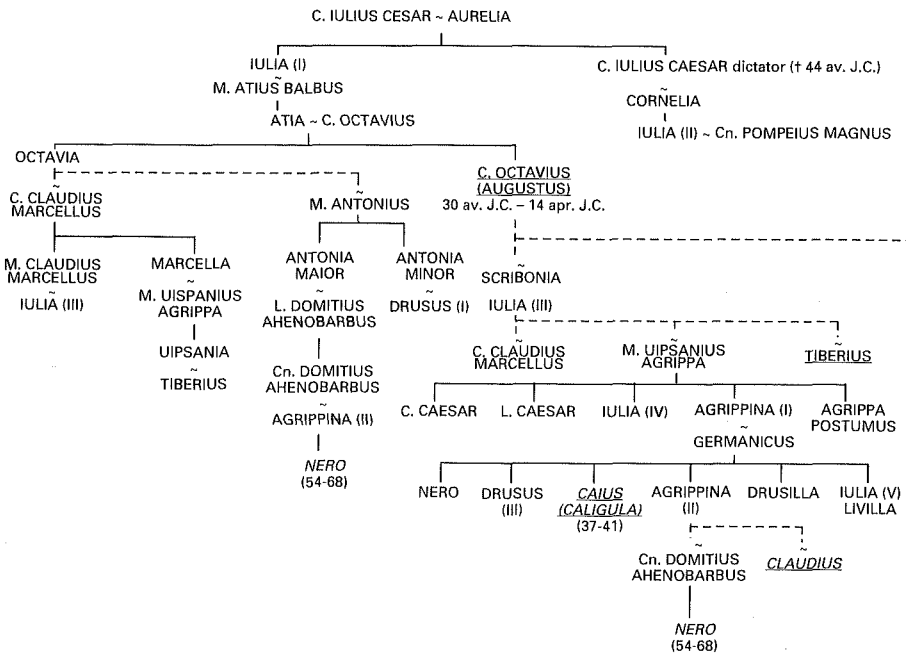 C. IULIUS CESAR ~ AURELIA
IULIA (I)
~
M. ATIUS BALBUS
C. IULIUS CAESAR dictator († 44 av. J.C.)
~
CORNELIA
ATIA ~ C. OCTAVIUS
IULIA (II) ~ Cn. POMPEIUS MAGNUS
OCTAVIA
~
C. CLAUDIUS
MARCELLUS
~
M. ANTONIUS
C. OCTAVIUS
(AUGUSTUS)
30 av. J.C. – 14 apr. J.C.
M. CLAUDIUS
MARCELLUS
~
IULIA (III)
MARCELLA
~
M. UISPANIUS
AGRIPPA
UIPSANIA
~
TIBERIUS
ANTONIA
MAIOR
~
L. DOMITIUS
AHENOBARBUS
Cn. DOMITIUS
AHENOBARBUS
~
AGRIPPINA (II)
NERO
(54-68)
ANTONIA
MINOR
~
DRUSUS (I)
~
SCRIBONIA
IULIA (III)
~
C. CLAUDIUS
MARCELLUS
~
M. UIPSANIUS
AGRIPPA
~
TIBERIUS
C. CAESAR
L. CAESAR
IULIA (IV)
AGRIPPINA (I)
~
GERMANICUS
AGRIPPA
POSTUMUS
NERO
DRUSUS
(III)
CAIUS
(CALIGULA)
(37-41)
AGRIPPINA
(II)
DRUSILLA
IULIA (V)
LIVILLA
~
Cn. DOMITIUS
AHENOBARBUS
~
CLAUDIUS
NERO
(54-68)